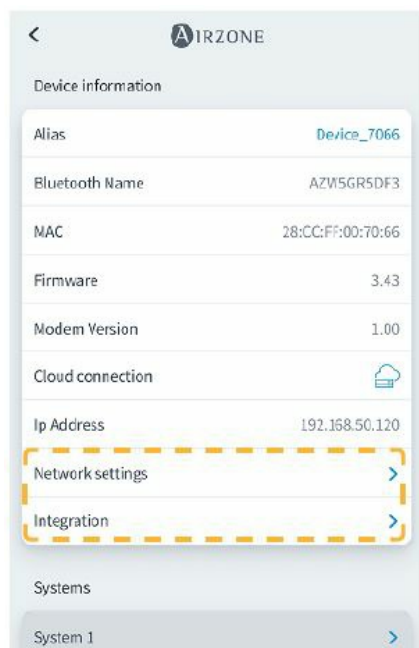 AIRZONE
Device information
Alias Device_7066
Bluetooth Name AZW5GR5DF3
MAC 28:CC:FF:00:70:66
Firmware 3.43
Modem Version 1.00
Cloud connection
Ip Address 192.168.50.120
Network settings
Integration
Systems
System 1